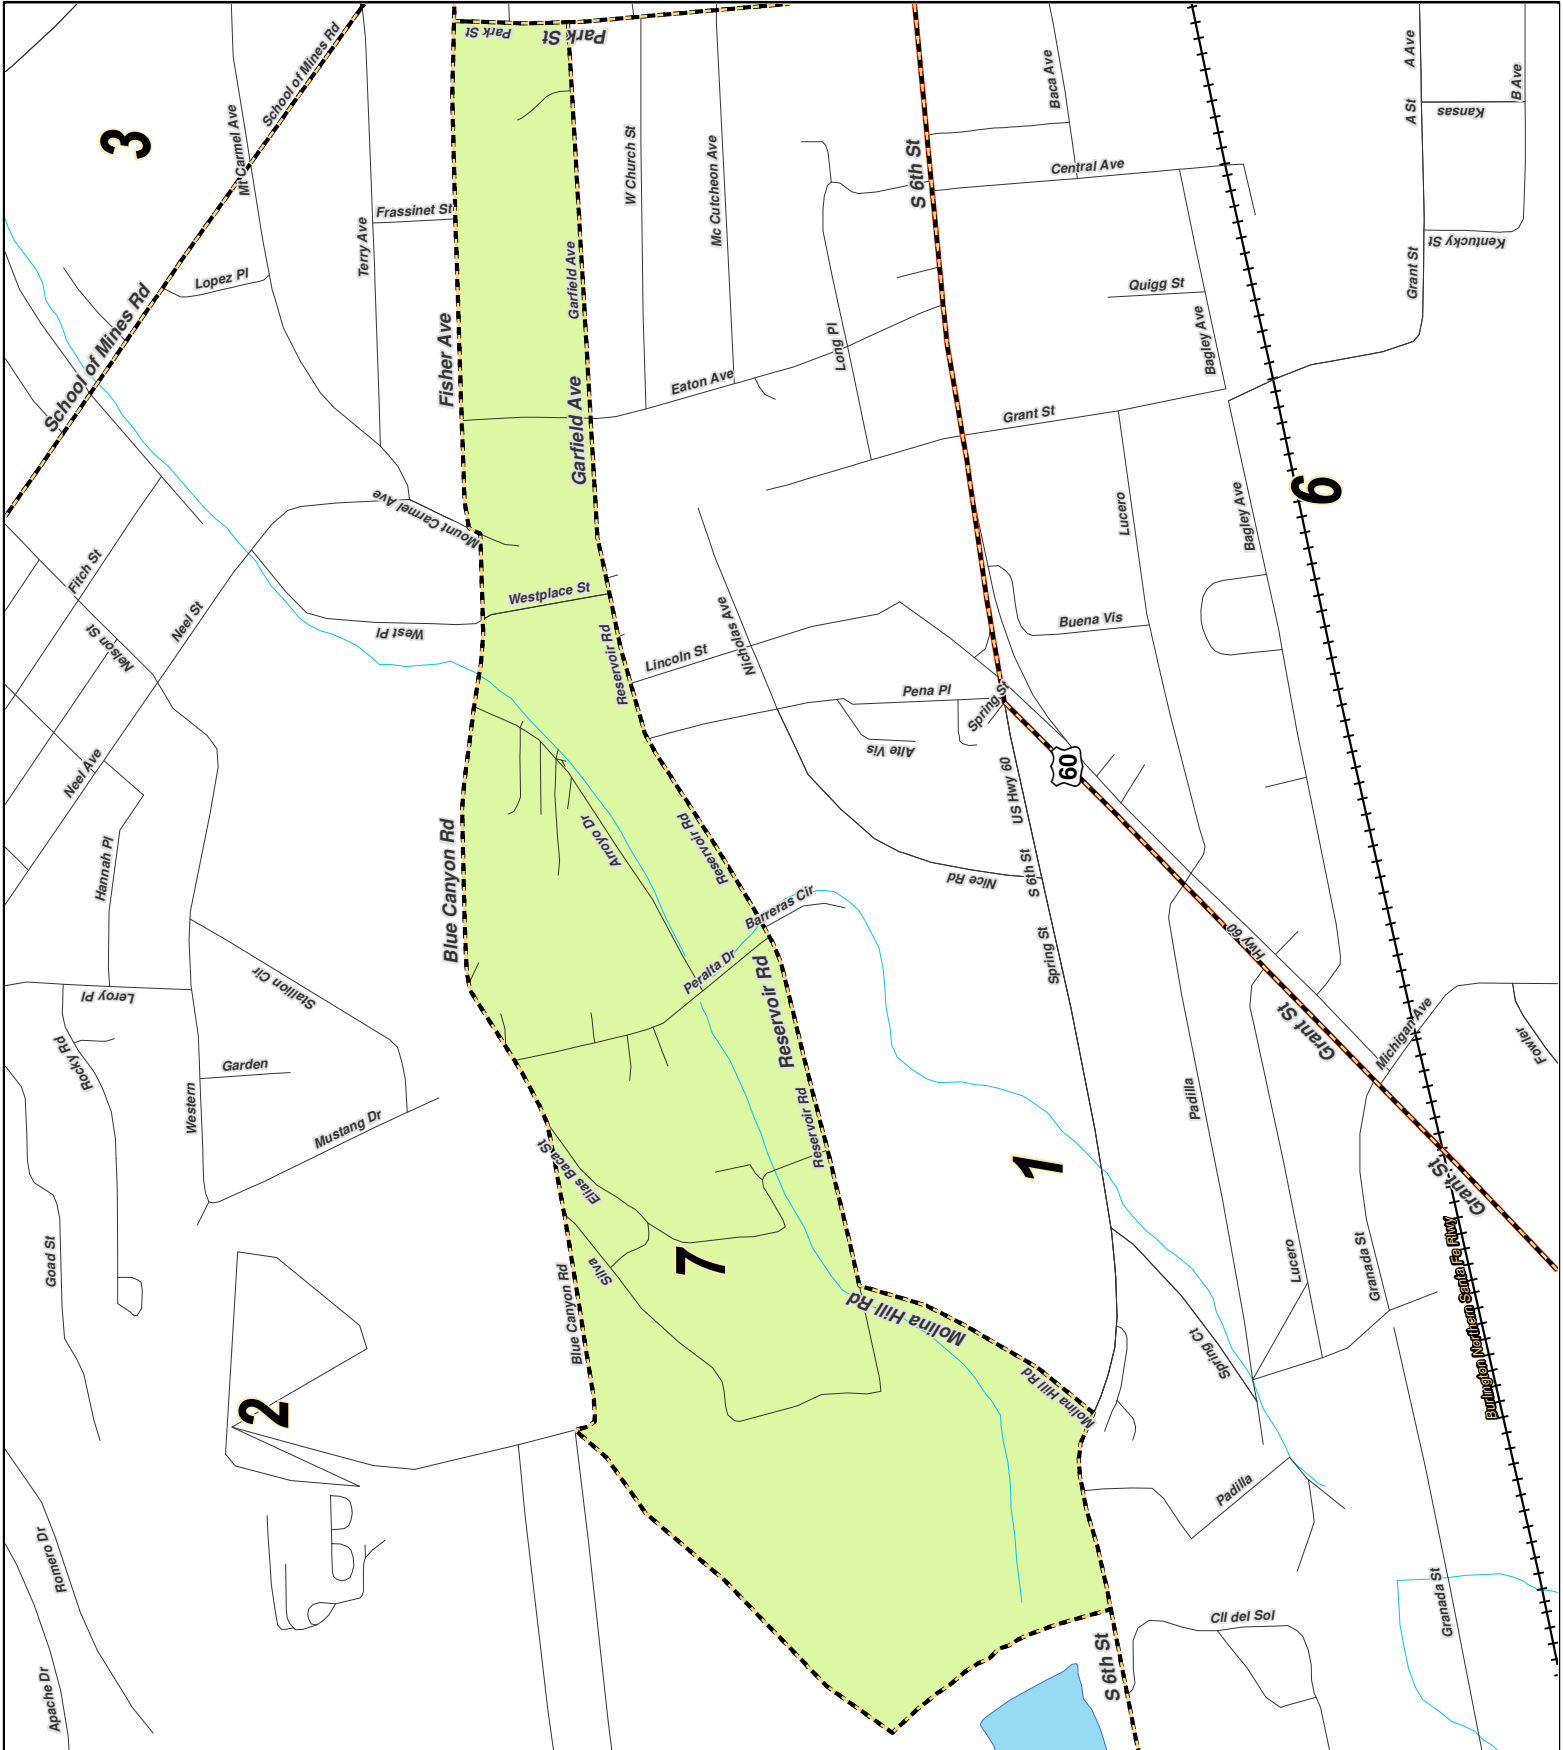 Park St
Park St
School of Mines Rd
3
Mt Carmel Ave
Terry Ave
Frassinet St
Lopez Pl
School of Mines Rd
Fisher Ave
Garfield Ave
Garfield Ave
W Church St
Mc Cutcheon Ave
Eaton Ave
Long Pl
S 6th St
Baca Ave
Central Ave
Quigg St
Bagley Ave
Grant St
A Ave
A St
B Ave
Kansas
Kentucky St
Grant St
Mount Carmel Ave
Fitch St
Nelson St
Neel St
West Pl
Westplace St
Reservoir Rd
Lincoln St
Nicholas Ave
Lucero
Bagley Ave
6
Buena Vis
Pena Pl
Spring St
Alte Vis
Neel Ave
Hannah Pl
Blue Canyon Rd
Arroyo Dr
Reservoir Rd
US Hwy 60
60
S 6th St
Nice Rd
Barreras Cir
Peralta Dr
Reservoir Rd
Spring St
Hwy 60
Grant St
Michigan Ave
Fowler
Leroy Pl
Stallion Cir
Rocky Rd
Garden
Western
Mustang Dr
Elias Baca St
Reservoir Rd
1
Padilla
Grant St
Goad St
Silva
7
Blue Canyon Rd
Molina Hill Rd
Molina Hill Rd
Lucero
Granada St
Burlington Northern Santa Fe Rlwy
Spring Ct
2
Padilla
Romero Dr
Apache Dr
S 6th St
Cll del Sol
Granada St